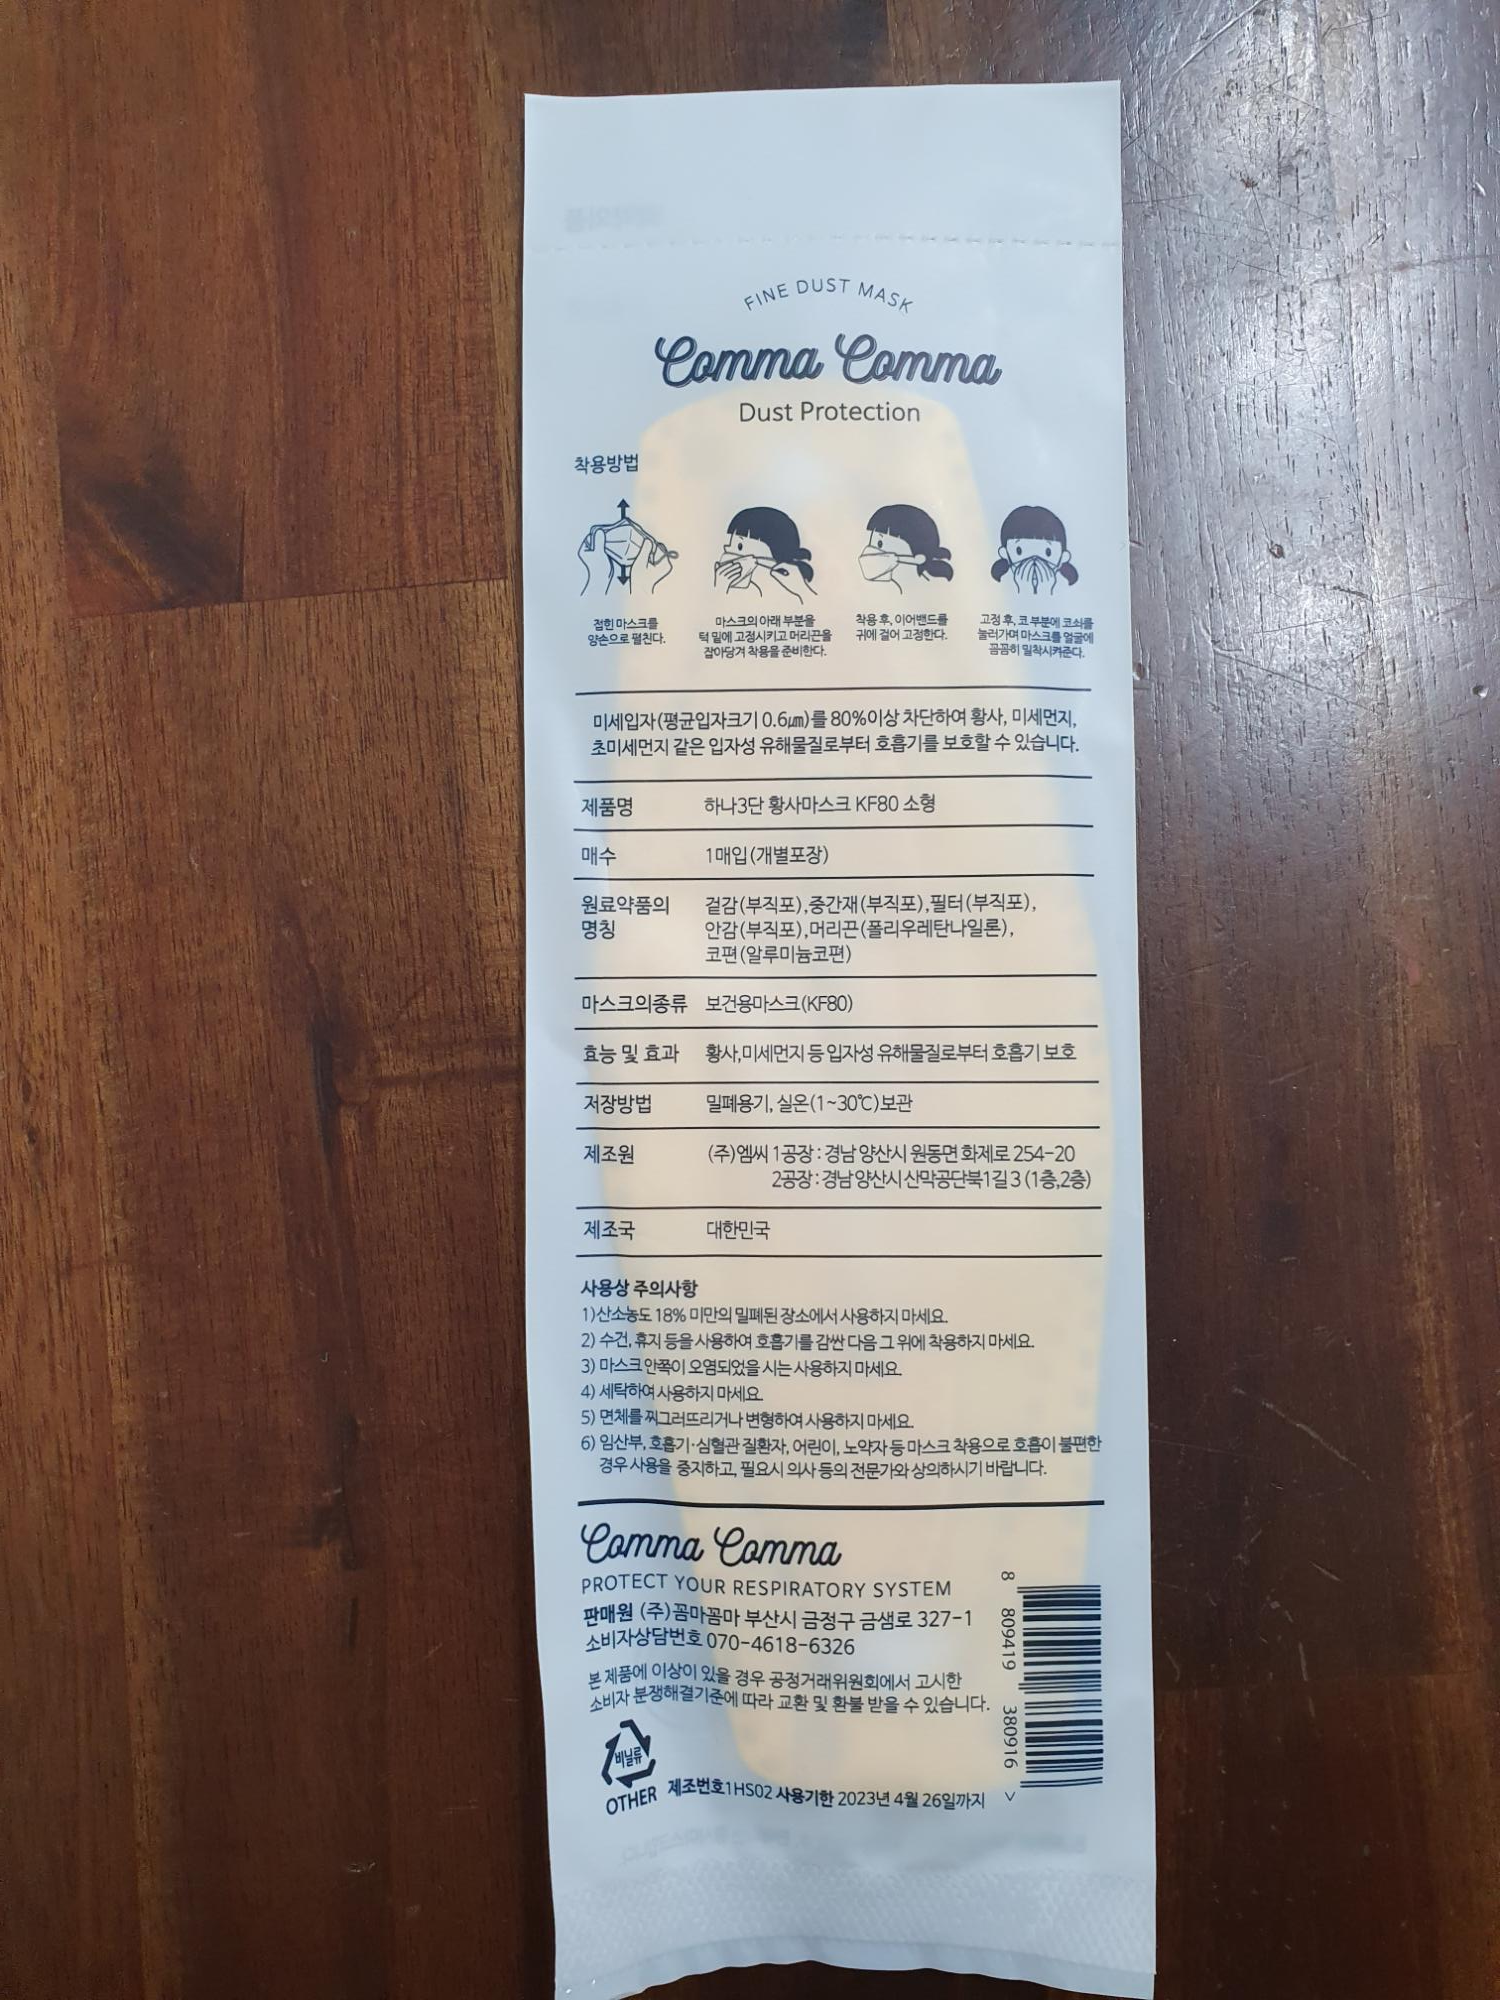 FINE DUST MASK
Comma Comma
Dust Protection
착용방법
접힌 마스크를
양손으로 펼친다.
마스크의 아래 부분을
턱 밑에 고정시키고 머리끈을
잡아당겨 착용을 준비한다.
착용 후, 이어밴드를
귀에 걸어 고정한다.
고정 후, 코 부분에 코쇠를
눌러가며 마스크를 얼굴에
꼼꼼히 밀착시켜준다.
미세입자(평균입자크기 0.6㎛)를 80%이상 차단하여 황사, 미세먼지,
초미세먼지 같은 입자성 유해물질로부터 호흡기를 보호할 수 있습니다.
제품명 하나3단 황사마스크 KF80 소형
매수 1매입(개별포장)
원료약품의 겉감(부직포),중간재(부직포),필터(부직포),
명칭 안감(부직포),머리끈(폴리우레탄나일론),
코편(알루미늄코편)
마스크의종류 보건용마스크(KF80)
효능 및 효과 황사,미세먼지 등 입자성 유해물질로부터 호흡기 보호
저장방법 밀폐용기, 실온(1~30℃)보관
제조원 (주)엠씨 1공장 : 경남 양산시 원동면 화제로 254-20
2공장 : 경남 양산시 산막공단북1길 3 (1층,2층)
제조국 대한민국
사용상 주의사항
1)산소농도 18% 미만의 밀폐된 장소에서 사용하지 마세요.
2) 수건, 휴지 등을 사용하여 호흡기를 감싼 다음 그 위에 착용하지 마세요.
3) 마스크 안쪽이 오염되었을 시는 사용하지 마세요.
4) 세탁하여 사용하지 마세요.
5) 면체를 찌그러뜨리거나 변형하여 사용하지 마세요.
6) 임산부, 호흡기·심혈관 질환자, 어린이, 노약자 등 마스크 착용으로 호흡이 불편한
경우 사용을 중지하고, 필요시 의사 등의 전문가와 상의하시기 바랍니다.
Comma Comma
PROTECT YOUR RESPIRATORY SYSTEM
판매원 (주)꼼마꼼마 부산시 금정구 금샘로 327-1
소비자상담번호 070-4618-6326
본 제품에 이상이 있을 경우 공정거래위원회에서 고시한
소비자 분쟁해결기준에 따라 교환 및 환불 받을 수 있습니다.
비닐류
OTHER
제조번호1HS02 사용기한 2023년 4월 26일까지
8 809419 380916 >